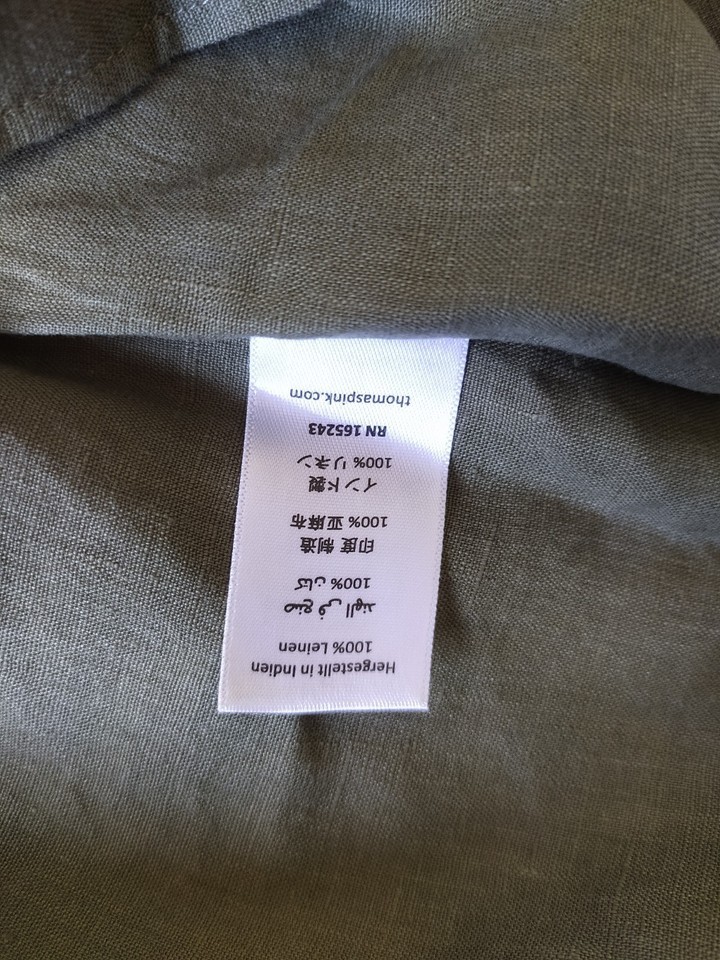 Hergestellt in Indien
100% Leinen
صنع في الهند
100% كتان
印度 制造
100% 亚麻布
インド製
100% リネン
RN 165243
thomaspink.com